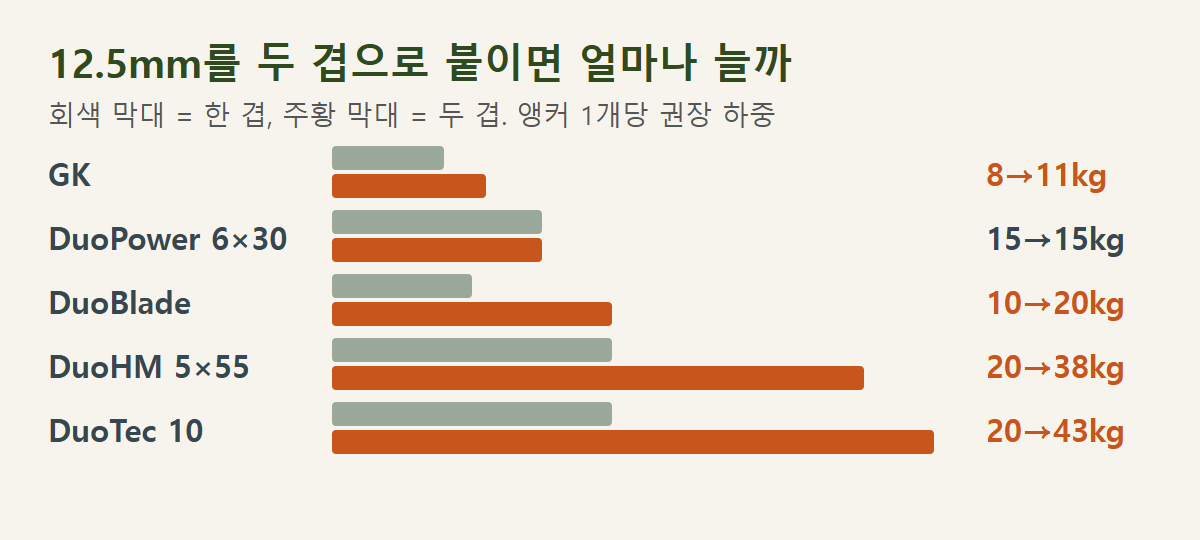 12.5mm를 두 겹으로 붙이면 얼마나 늘까
회색 막대 = 한 겹, 주황 막대 = 두 겹. 앵커 1개당 권장 하중
GK 8→11kg
DuoPower 6×30 15→15kg
DuoBlade 10→20kg
DuoHM 5×55 20→38kg
DuoTec 10 20→43kg